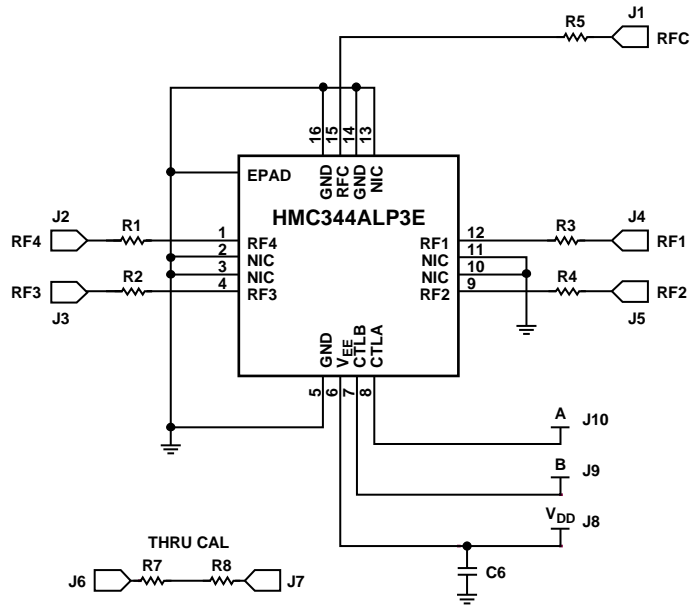 J1
R5
RFC
16
15
14
13
GND
RFC
GND
NIC
EPAD
HMC344ALP3E
J2
R1
RF4
1
RF4
2
NIC
3
NIC
R2
RF3
4
RF3
J3
12
RF1
11
NIC
10
NIC
9
RF2
R3
J4
RF1
R4
RF2
J5
GND
VEE
CTLB
CTLA
5
6
7
8
A
J10
B
J9
VDD
J8
C6
THRU CAL
J6
R7
R8
J7